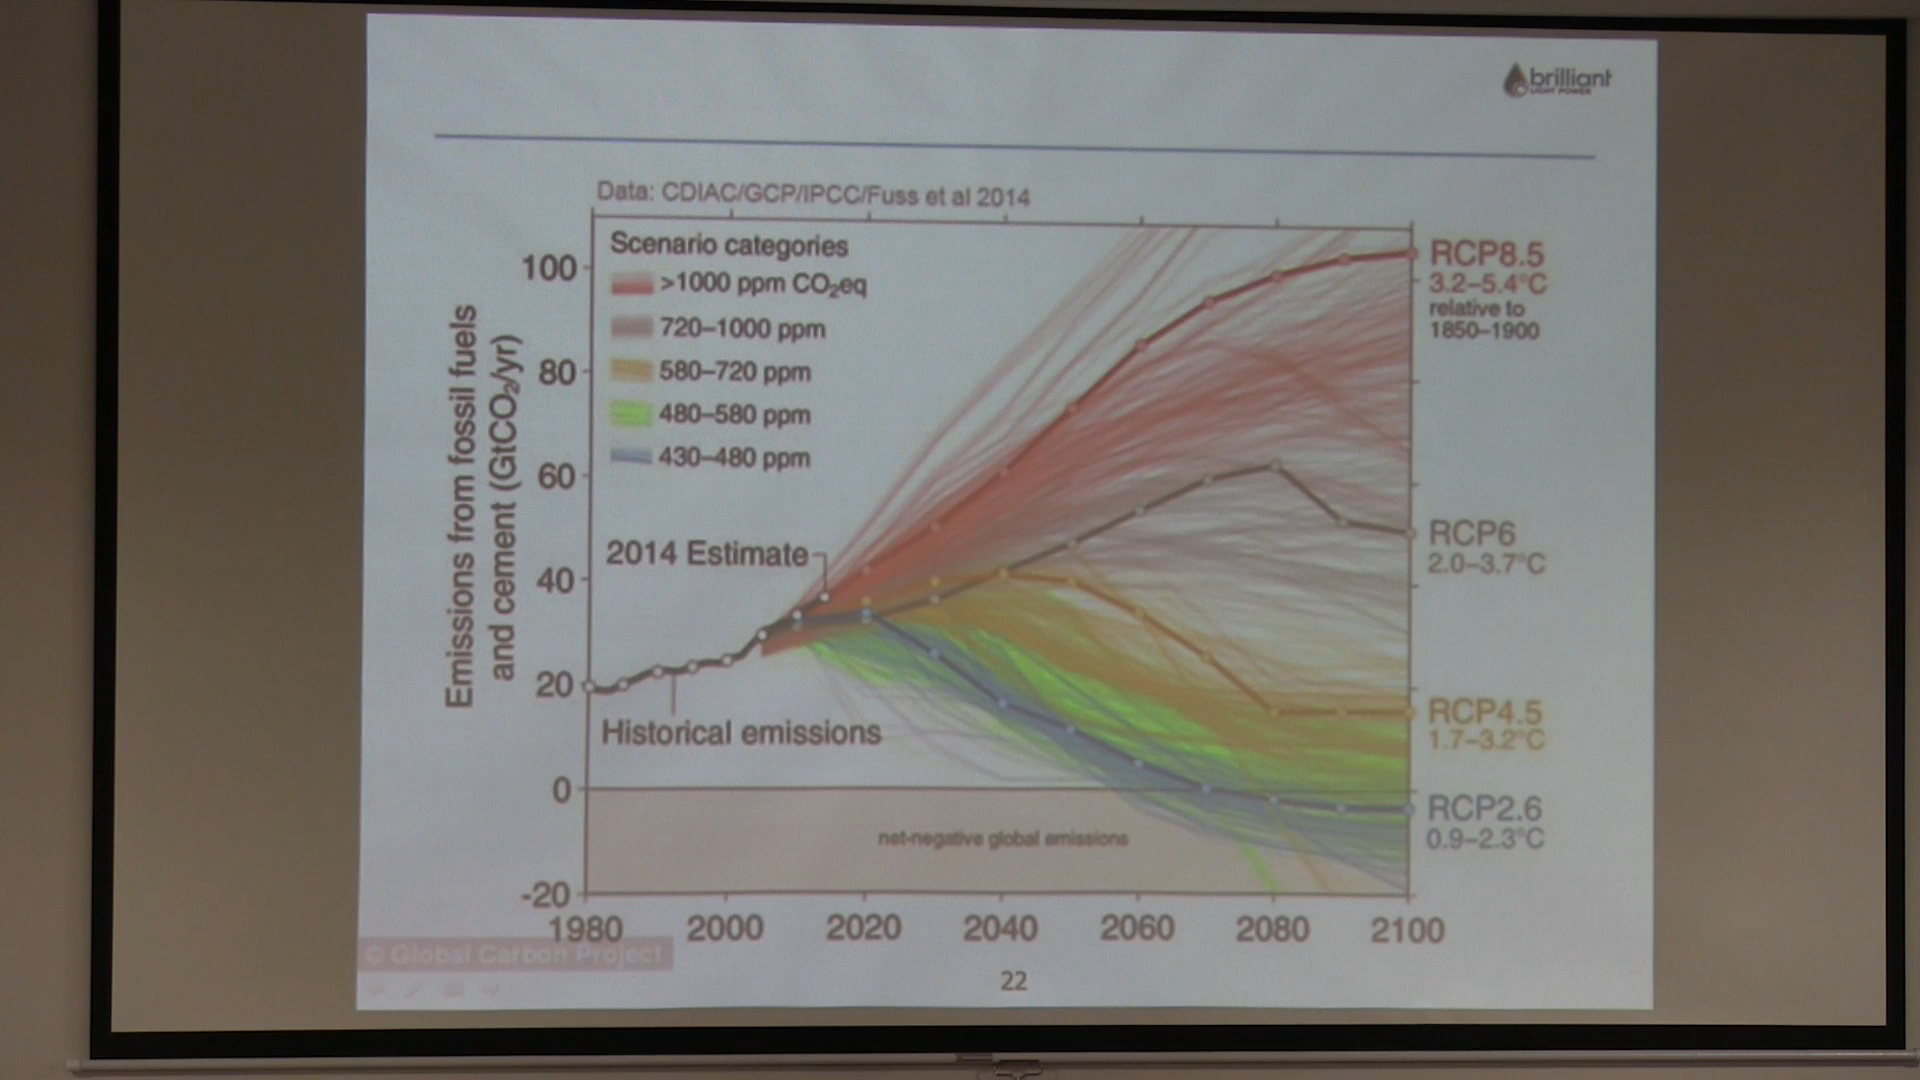 brilliant
LIGHT POWER
Data: CDIAC/GCP/IPCC/Fuss et al 2014
Scenario categories
>1000 ppm CO₂eq
720–1000 ppm
580–720 ppm
480–580 ppm
430–480 ppm
Emissions from fossil fuels
and cement (GtCO₂/yr)
100
80
60
40
20
0
-20
2014 Estimate
Historical emissions
net-negative global emissions
RCP8.5
3.2–5.4°C
relative to
1850–1900
RCP6
2.0–3.7°C
RCP4.5
1.7–3.2°C
RCP2.6
0.9–2.3°C
1980 2000 2020 2040 2060 2080 2100
© Global Carbon Project
22